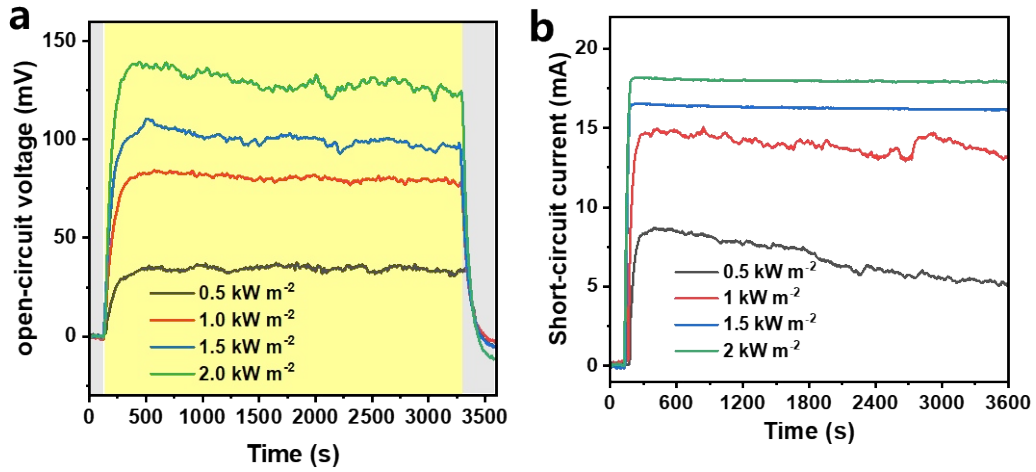 a
open-circuit voltage (mV)
150
100
50
0
0.5 kW m-2
1.0 kW m-2
1.5 kW m-2
2.0 kW m-2
0 500 1000 1500 2000 2500 3000 3500
Time (s)
b
Short-circuit current (mA)
20
15
10
5
0
0.5 kW m-2
1 kW m-2
1.5 kW m-2
2 kW m-2
0 600 1200 1800 2400 3000 3600
Time (s)